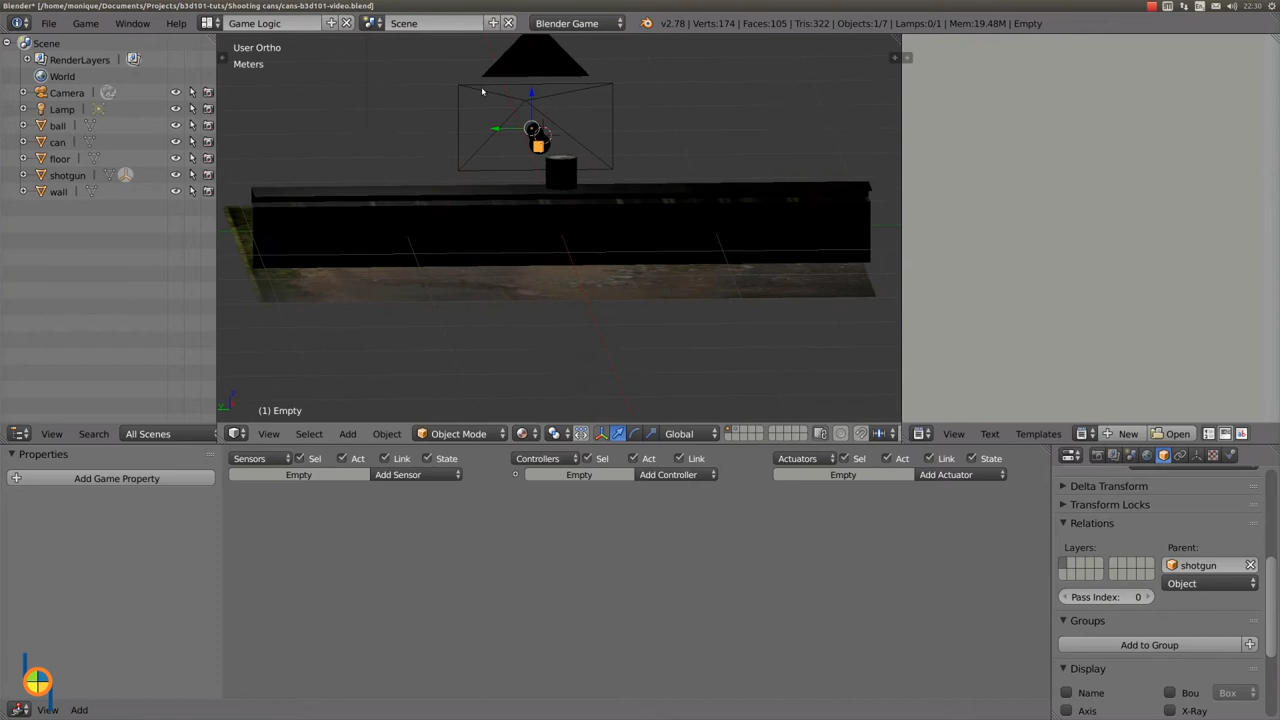 Blender* [/home/monique/Documents/Projects/b3d101-tuts/Shooting cans/cans-b3d101-video.blend]
En 22:30
File Game Window Help Game Logic Scene Blender Game v2.78 | Verts:174 | Faces:105 | Tris:322 | Objects:1/7 | Lamps:0/1 | Mem:19.48M | Empty
Scene
RenderLayers
World
Camera
Lamp
ball
can
floor
shotgun
wall
User Ortho
Meters
(1) Empty
View Search All Scenes
View Select Add Object Object Mode Global
View Text Templates New Open
Properties
Add Game Property
Sensors Sel Act Link State
Empty Add Sensor
Controllers Sel Act Link
Empty Add Controller
Actuators Sel Act Link State
Empty Add Actuator
Delta Transform
Transform Locks
Relations
Layers: Parent:
shotgun
Object
Pass Index: 0
Groups
Add to Group
Display
Name Bou Box
Axis X-Ray
View Add